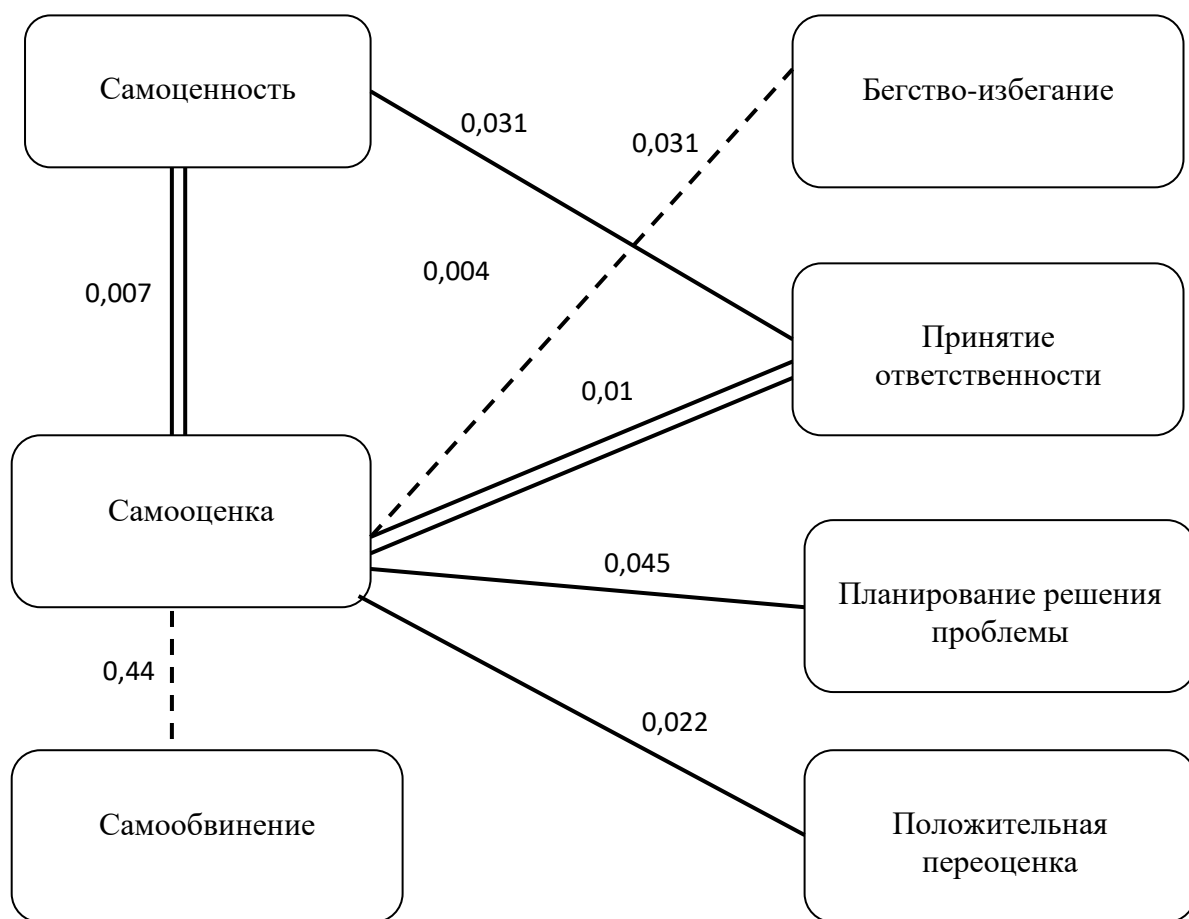 Самоценность
Бегство-избегание
0,031
0,031
0,004
0,007
Принятие
ответственности
0,01
Самооценка
0,045
Планирование решения
проблемы
0,44
0,022
Самообвинение
Положительная
переоценка